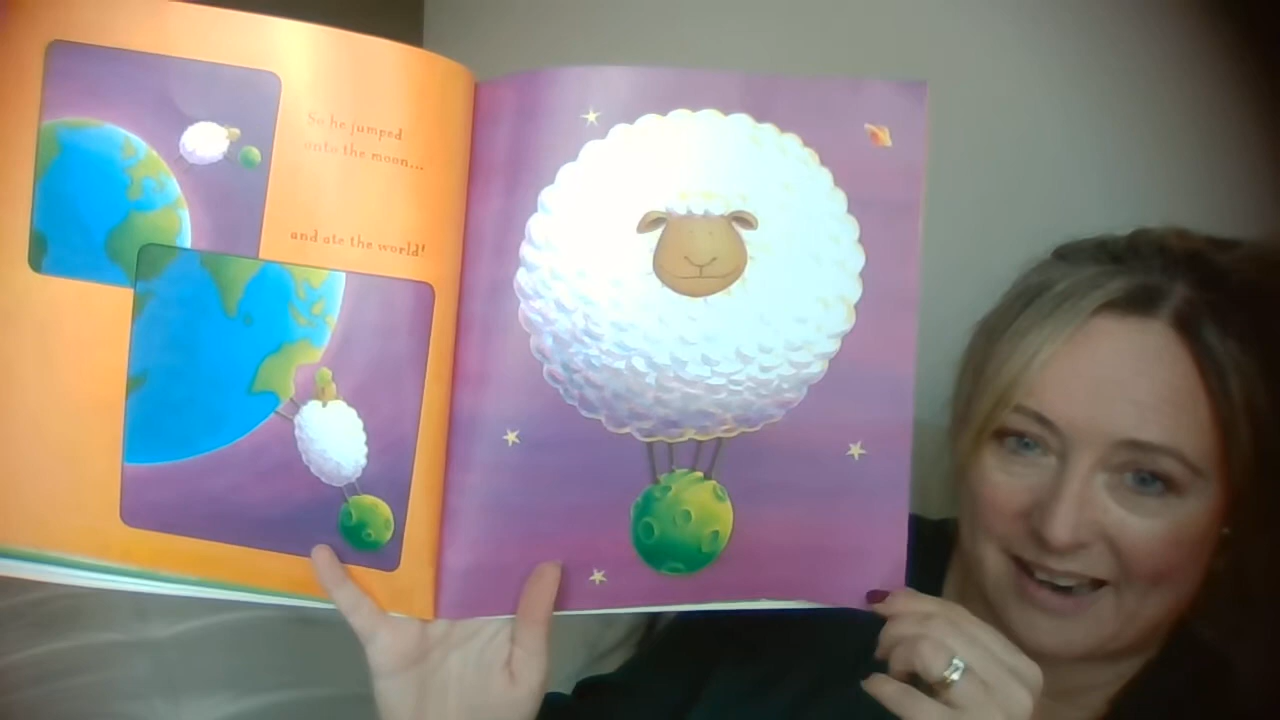 So he jumped
onto the moon...
and ate the world!